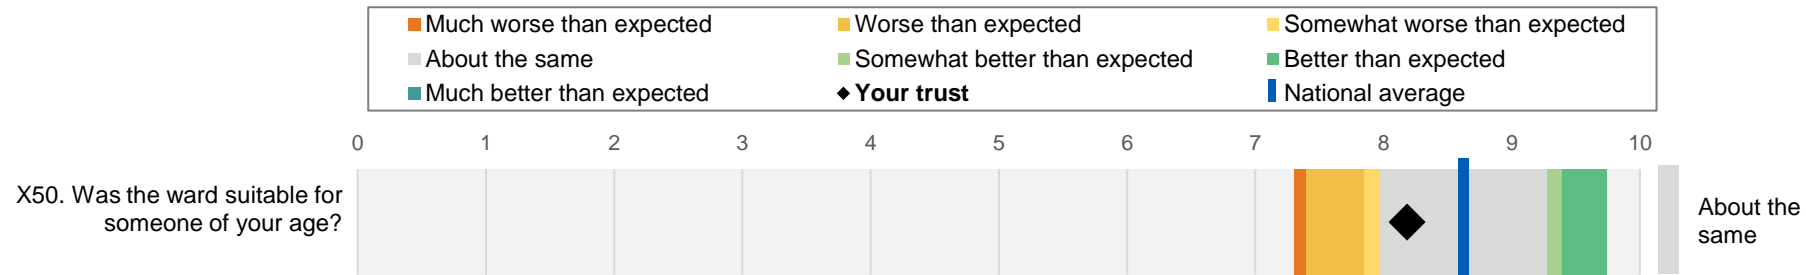 Much worse than expected
Worse than expected
Somewhat worse than expected
About the same
Somewhat better than expected
Better than expected
Much better than expected
Your trust
National average
0 1 2 3 4 5 6 7 8 9 10
X50. Was the ward suitable for
someone of your age?
About the
same